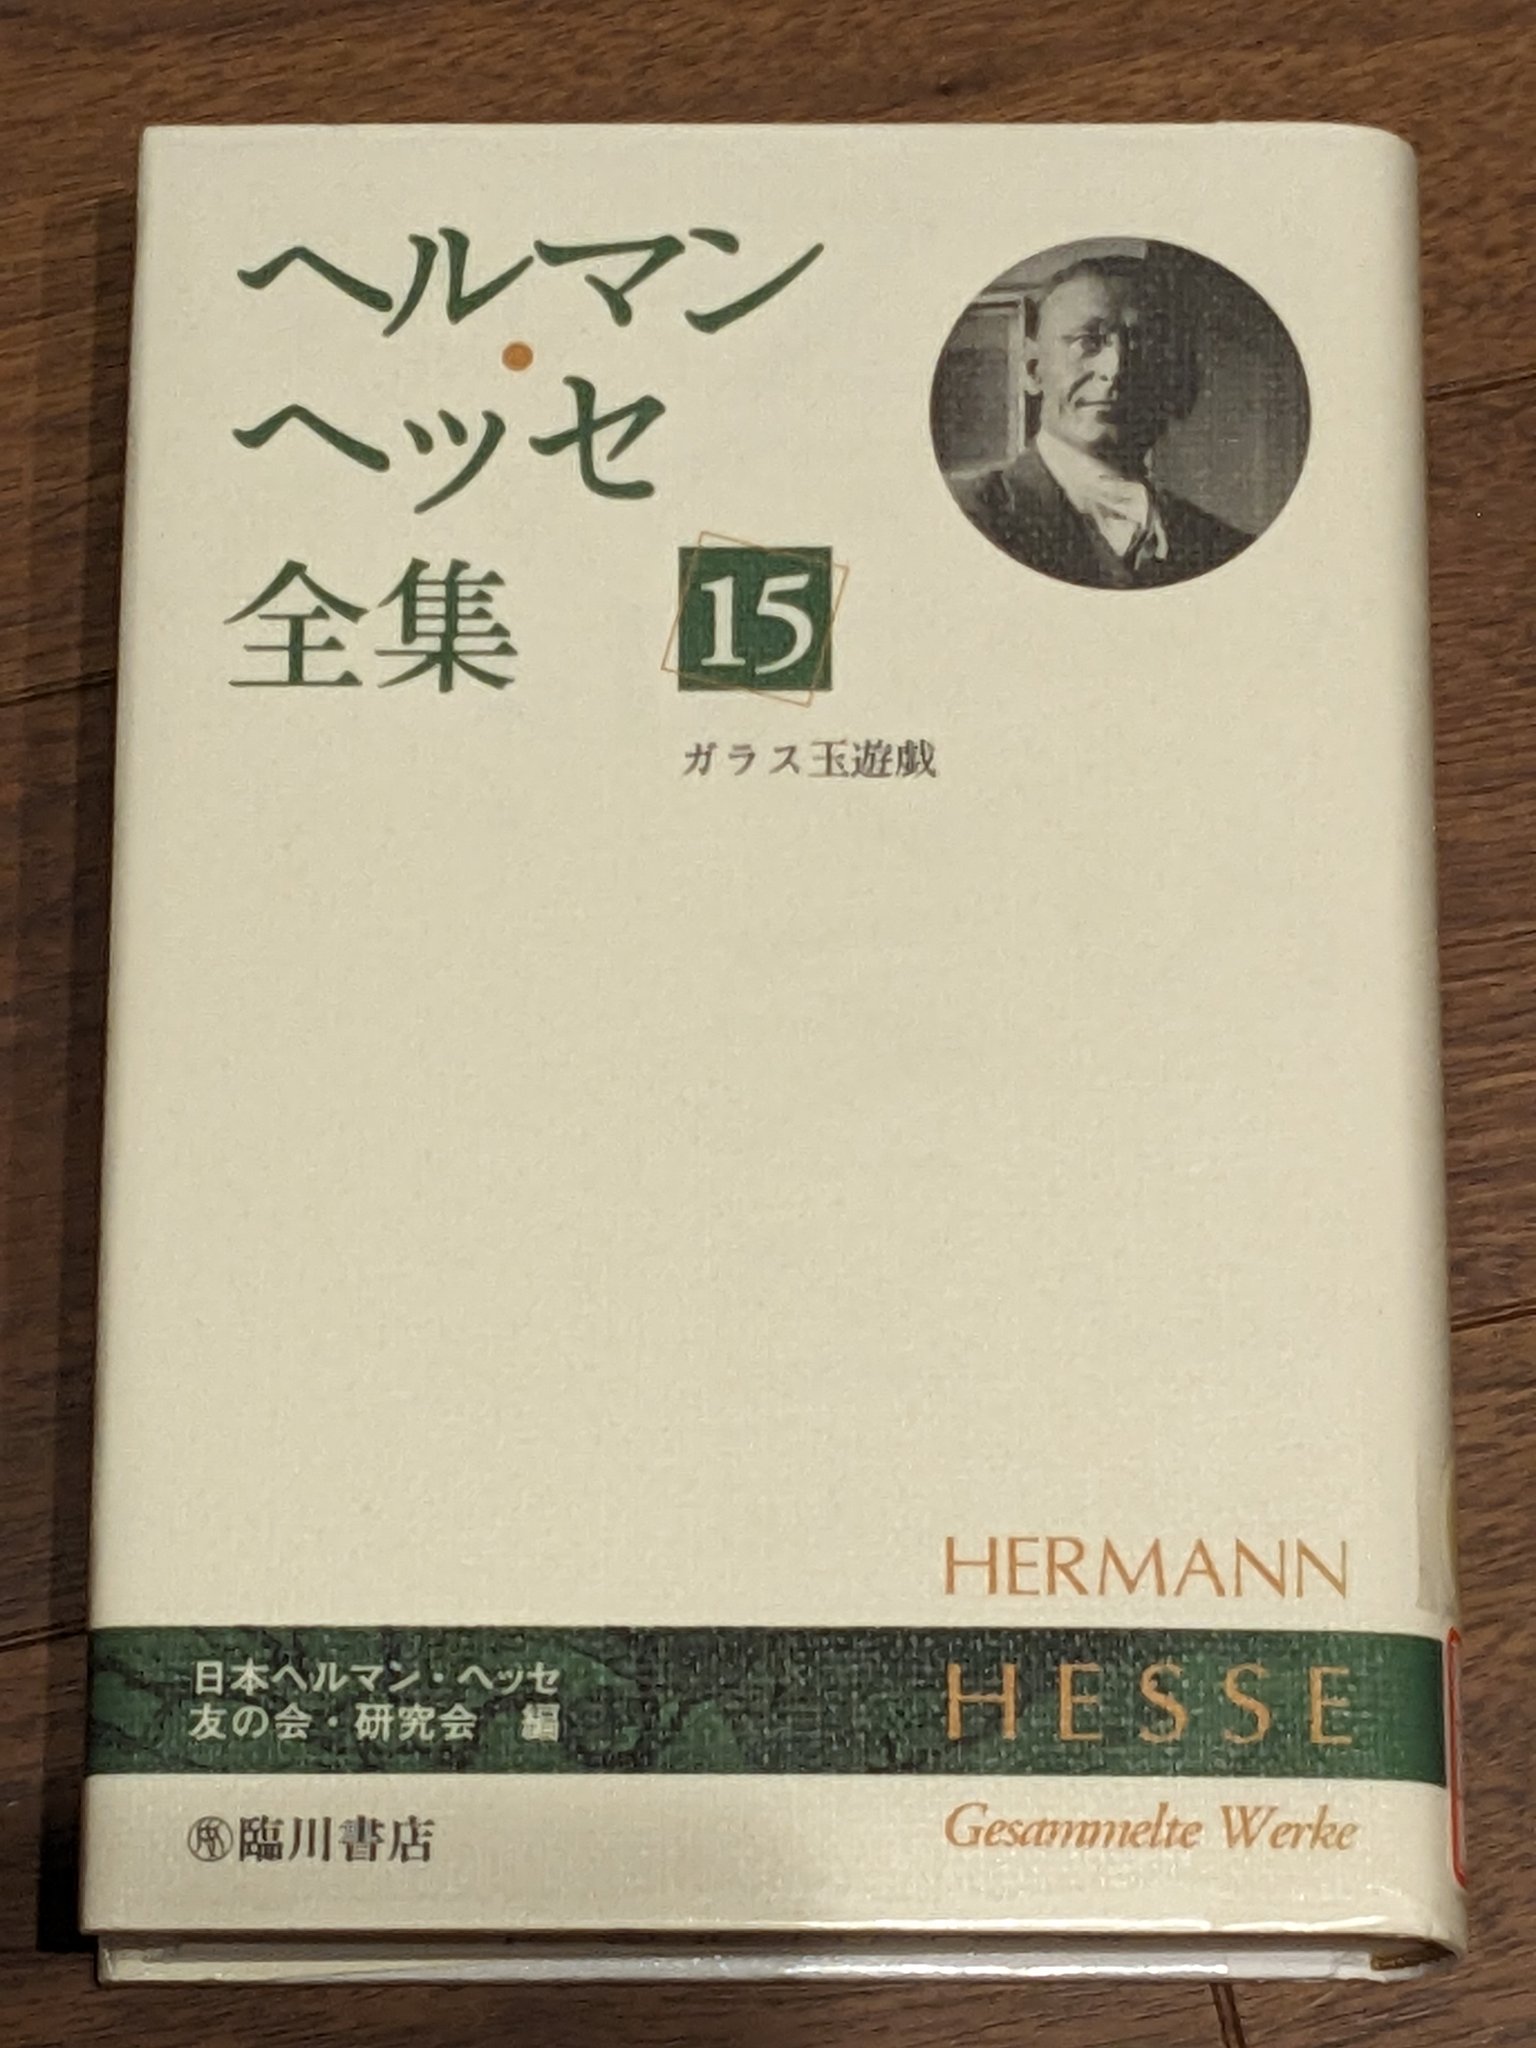 ヘルマン
・
ヘッセ
全集 15
ガラス玉遊戯
HERMANN
HESSE
Gesammelte Werke
日本ヘルマン・ヘッセ
友の会・研究会 編
臨川書店